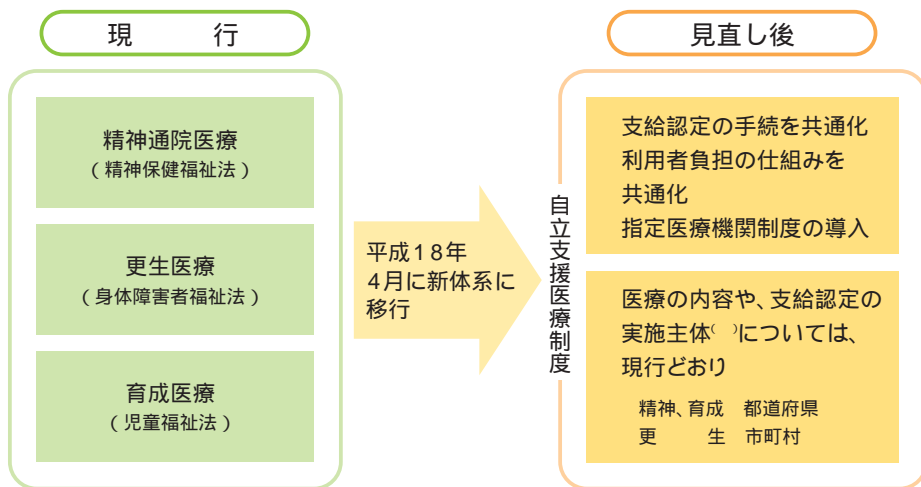 現　行
精神通院医療
（精神保健福祉法）
更生医療
（身体障害者福祉法）
育成医療
（児童福祉法）
平成18年
4月に新体系に
移行
見直し後
自立支援医療制度
支給認定の手続を共通化
利用者負担の仕組みを
共通化
指定医療機関制度の導入
医療の内容や、支給認定の
実施主体（　）については、
現行どおり
精神、育成　都道府県
更　生　市町村